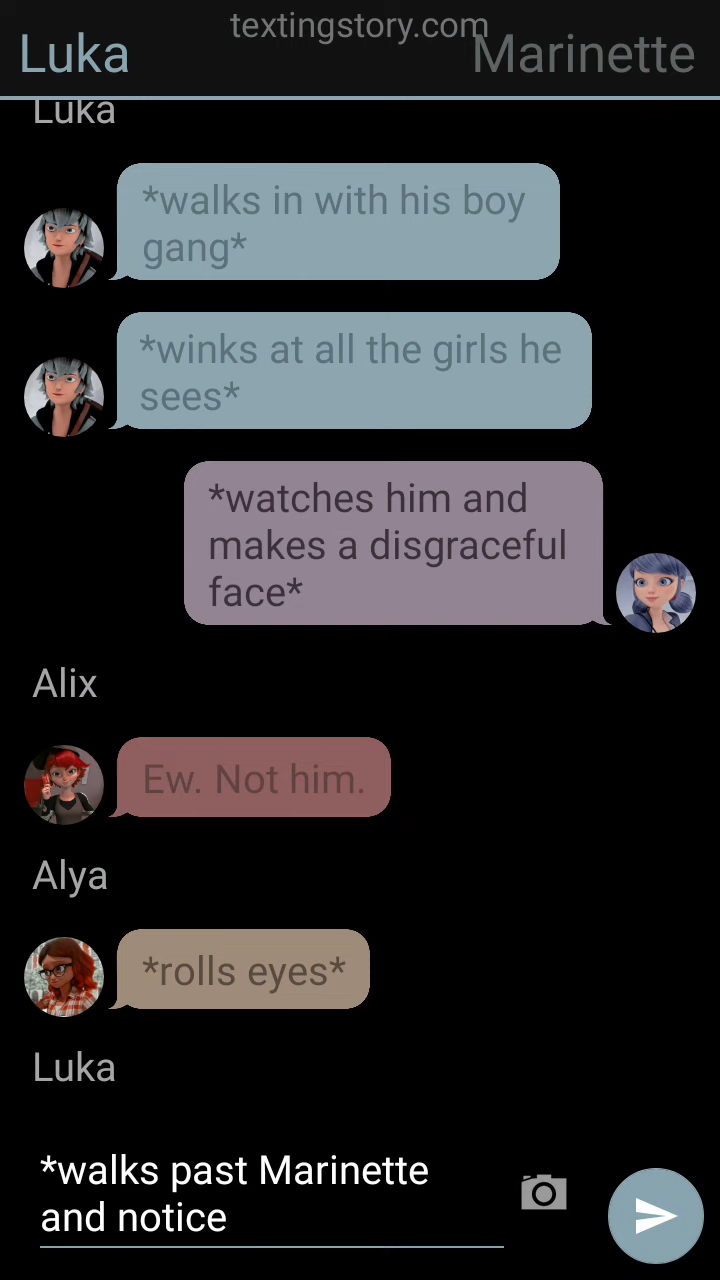 textingstory.com
Luka
Marinette
Luka
*walks in with his boy
gang*
*winks at all the girls he
sees*
*watches him and
makes a disgraceful
face*
Alix
Ew. Not him.
Alya
*rolls eyes*
Luka
*walks past Marinette
and notice